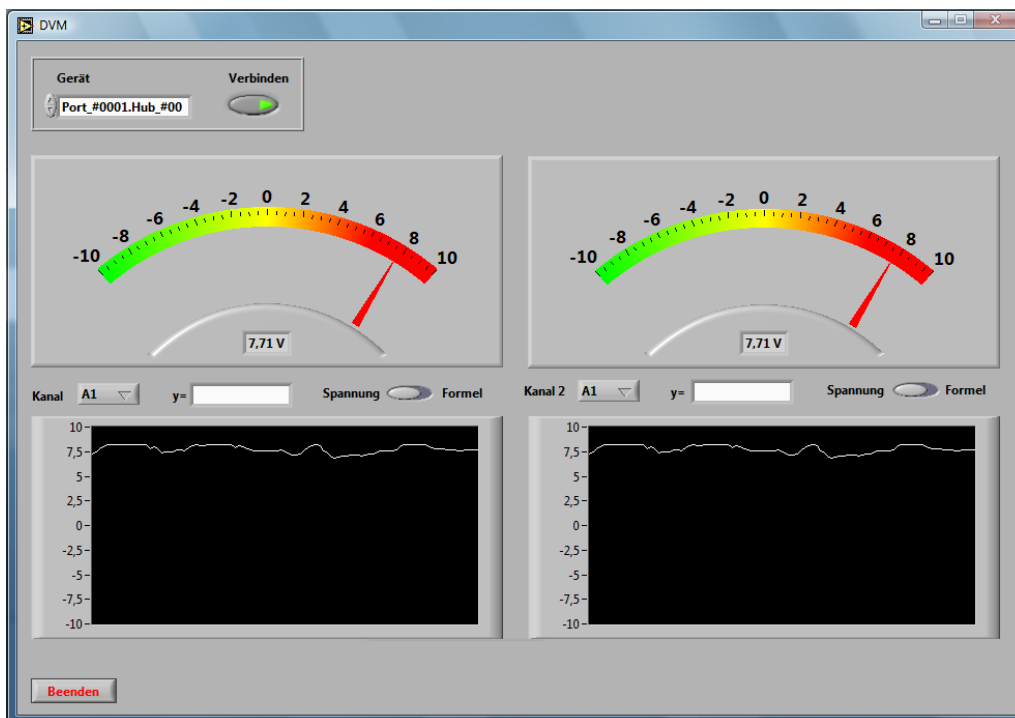 DVM
Gerät Verbinden
Port_#0001.Hub_#00
-10 -8 -6 -4 -2 0 2 4 6 8 10
-10 -8 -6 -4 -2 0 2 4 6 8 10
7,71 V 7,71 V
Kanal A1 y= Spannung Formel
Kanal 2 A1 y= Spannung Formel
10
7,5
5
2,5
0
-2,5
-5
-7,5
-10
10
7,5
5
2,5
0
-2,5
-5
-7,5
-10
Beenden